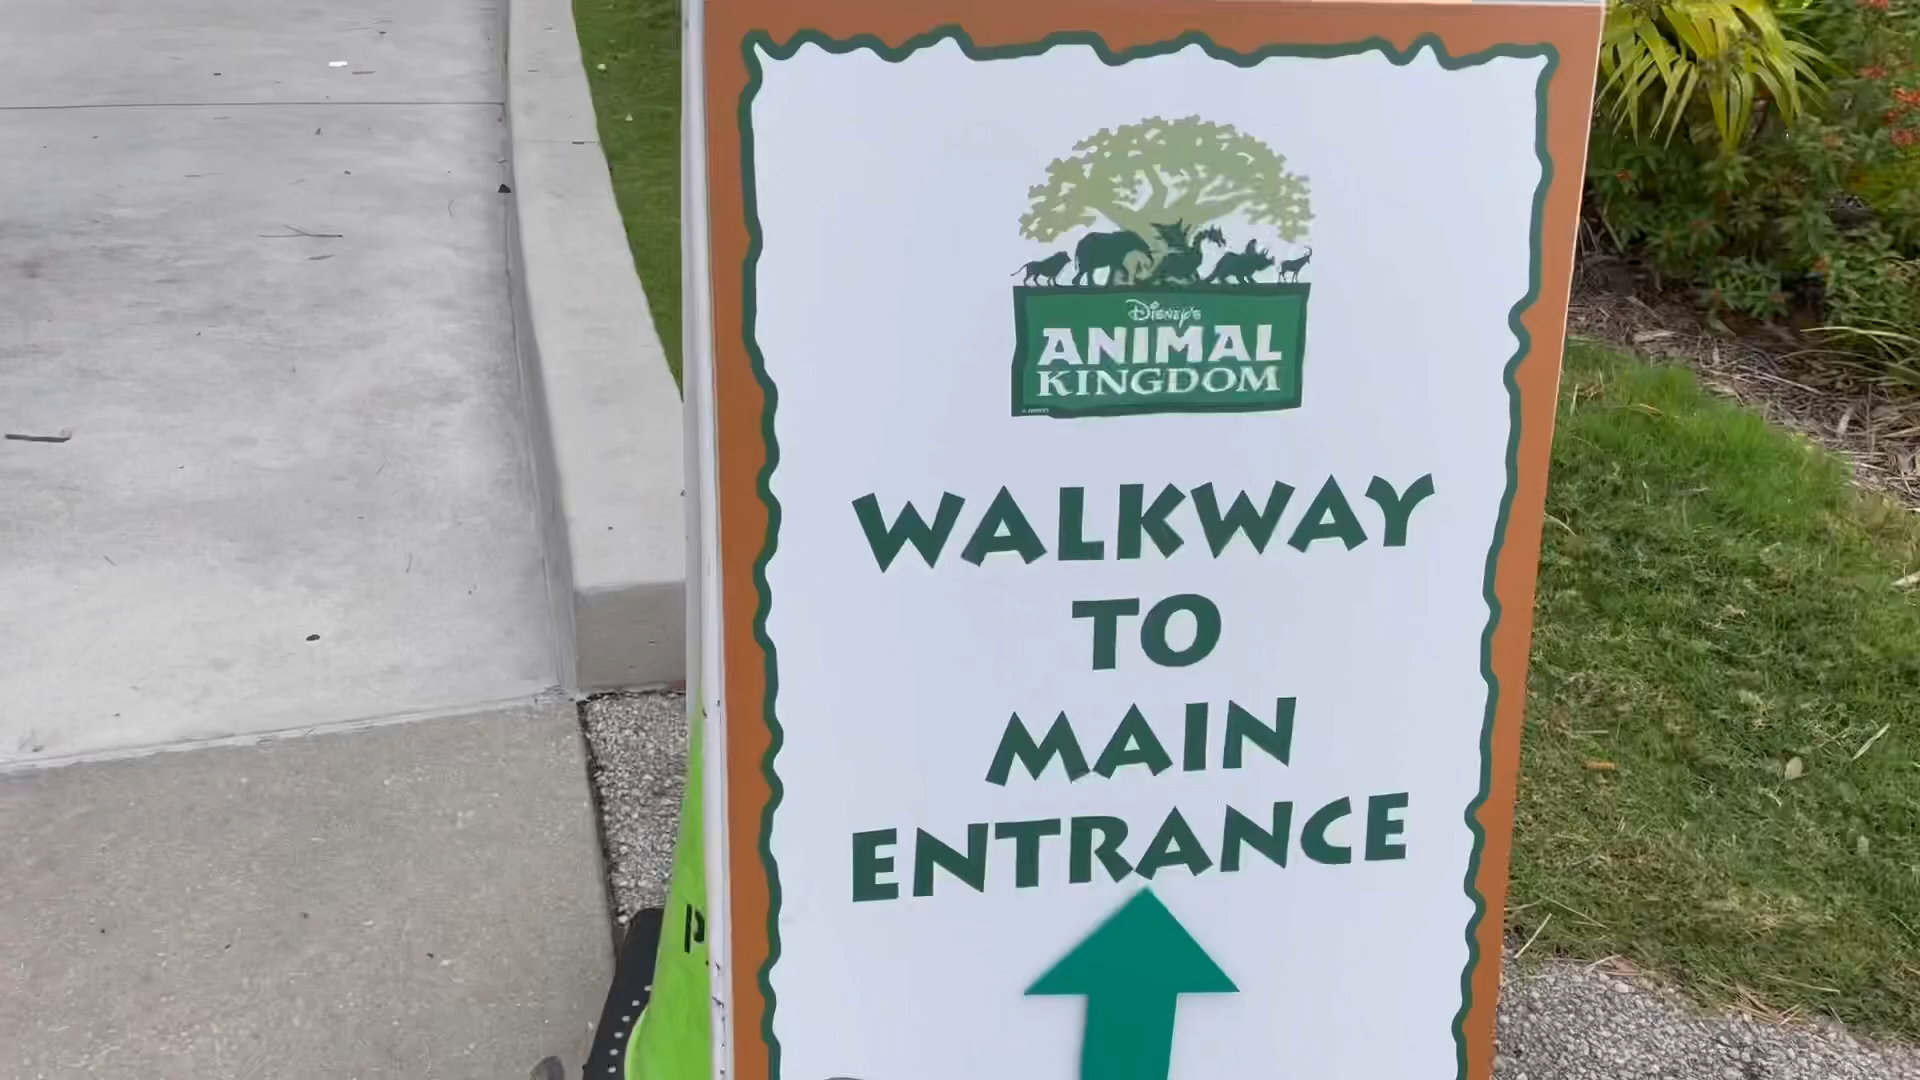 Disney's
ANIMAL
KINGDOM
WALKWAY
TO
MAIN
ENTRANCE